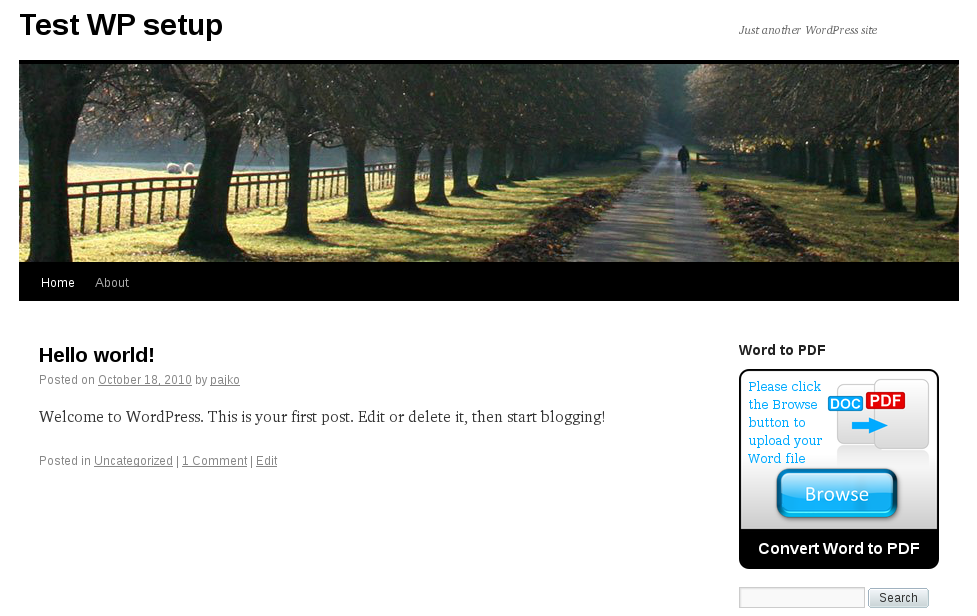 Test WP setup
Just another WordPress site
Home About
Hello world!
Posted on October 18, 2010 by pajko
Welcome to WordPress. This is your first post. Edit or delete it, then start blogging!
Posted in Uncategorized | 1 Comment | Edit
Word to PDF
Please click
the Browse
button to
upload your
Word file
DOC PDF
Browse
Convert Word to PDF
Search